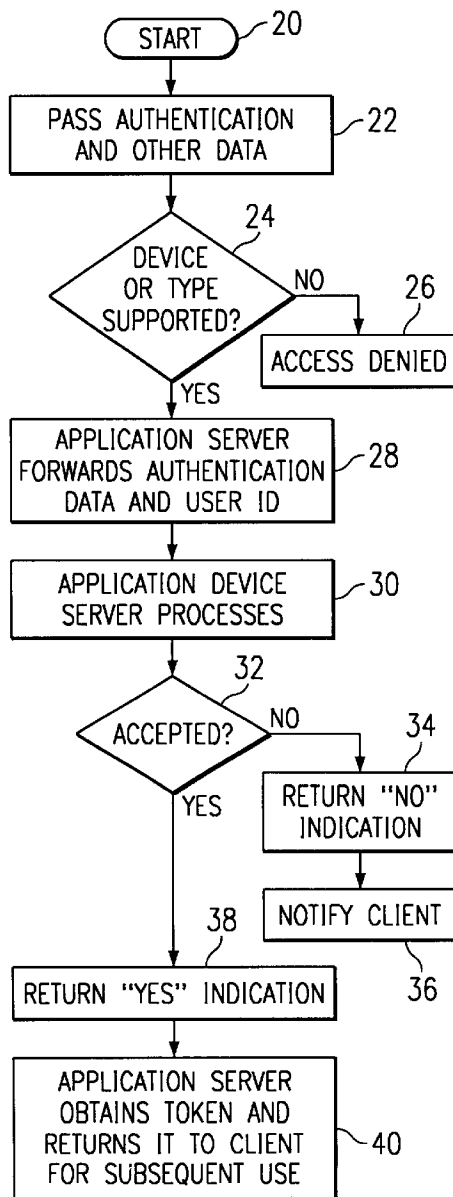 START
20
PASS AUTHENTICATION
AND OTHER DATA
22
24
DEVICE
OR TYPE
SUPPORTED?
NO
26
ACCESS DENIED
YES
APPLICATION SERVER
FORWARDS AUTHENTICATION
DATA AND USER ID
28
APPLICATION DEVICE
SERVER PROCESSES
30
32
ACCEPTED?
NO
34
RETURN "NO"
INDICATION
YES
NOTIFY CLIENT
36
38
RETURN "YES" INDICATION
APPLICATION SERVER
OBTAINS TOKEN AND
RETURNS IT TO CLIENT
FOR SUBSEQUENT USE
40